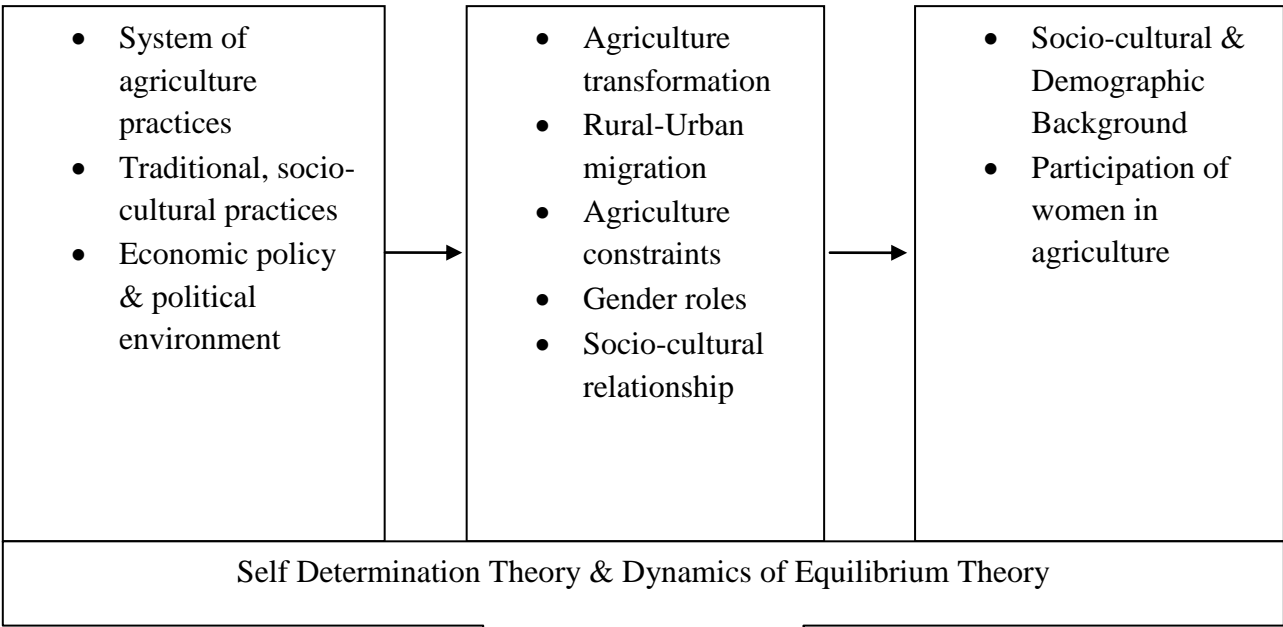 • System of
agriculture
practices
• Traditional, socio-
cultural practices
• Economic policy
& political
environment
• Agriculture
transformation
• Rural-Urban
migration
• Agriculture
constraints
• Gender roles
• Socio-cultural
relationship
• Socio-cultural &
Demographic
Background
• Participation of
women in
agriculture
Self Determination Theory & Dynamics of Equilibrium Theory